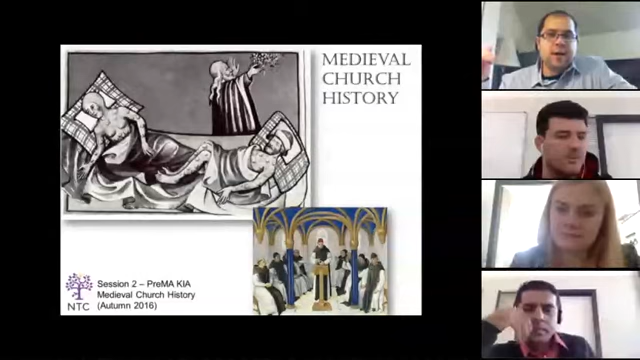 MEDIEVAL
CHURCH
HISTORY
Session 2 – PreMA KIA
Medieval Church History
(Autumn 2016)
NTC